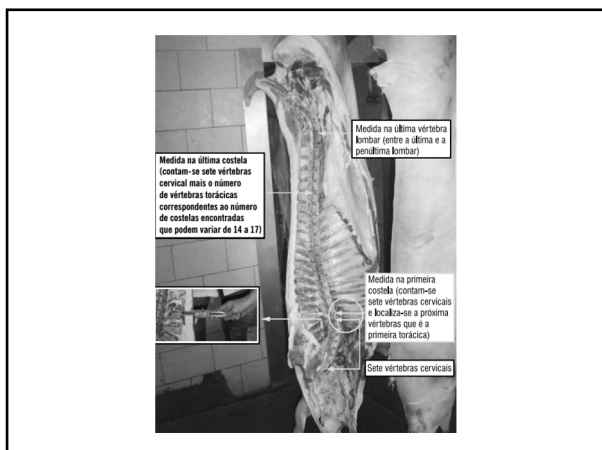 Medida na última vértebra
lombar (entre a última e a
penúltima lombar)
Medida na última costela
(contam-se sete vértebras
cervical mais o número
de vértebras torácicas
correspondentes ao número
de costelas encontradas
que podem variar de 14 a 17)
Medida na primeira
costela (contam-se
sete vértebras cervicais
e localiza-se a próxima
vértebras que é a
primeira torácica)
Sete vértebras cervicais